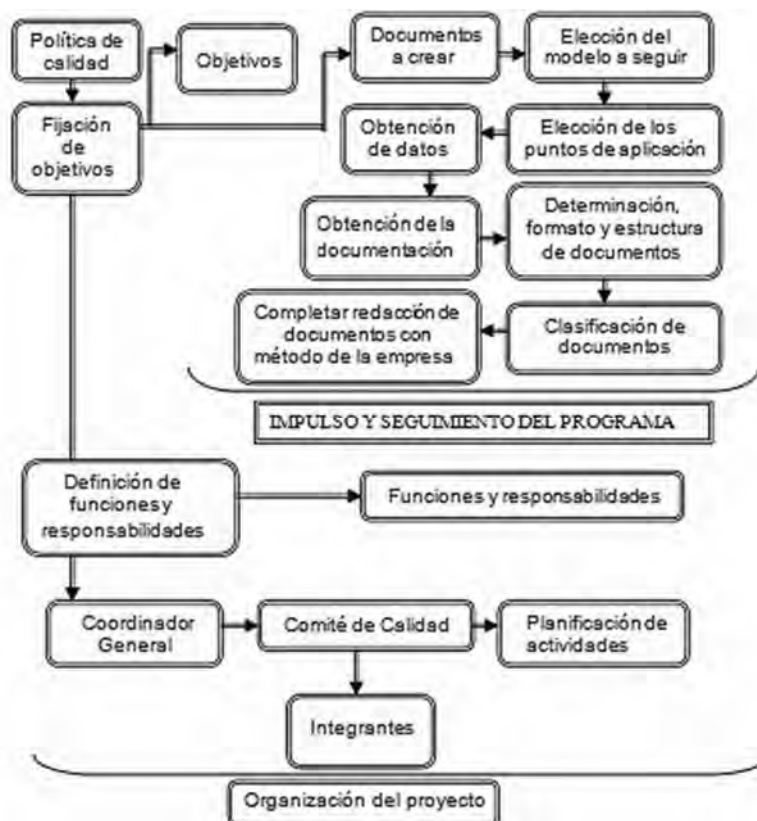 Política de
calidad
Objetivos
Documentos
a crear
Elección del
modelo a seguir
Fijación
de
objetivos
Obtención
de datos
Elección de los
puntos de aplicación
Obtención de la
documentación
Determinación,
formato y estructura
de documentos
Completar redacción de
documentos con
método de la empresa
Clasificación de
documentos
IMPULSO Y SEGUIMIENTO DEL PROGRAMA
Definición de
funciones y
responsabilidades
Funciones y responsabilidades
Coordinador
General
Comité de Calidad
Planificación de
actividades
Integrantes
Organización del proyecto